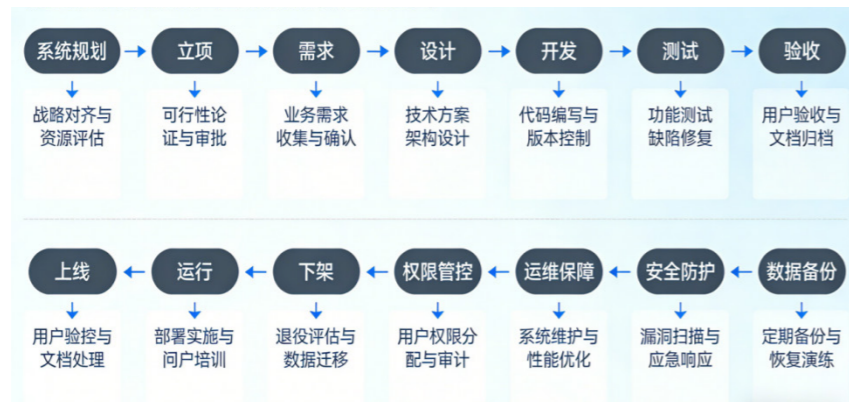 系统规划
立项
需求
设计
开发
测试
验收
战略对齐与
资源评估
可行性论
证与审批
业务需求
收集与确认
技术方案
架构设计
代码编写与
版本控制
功能测试
缺陷修复
用户验收与
文档归档
上线
运行
下架
权限管控
运维保障
安全防护
数据备份
用户验控与
文档处理
部署实施与
问户培训
退役评估与
数据迁移
用户权限分
配与审计
系统维护与
性能优化
漏洞扫描与
应急响应
定期备份与
恢复演练